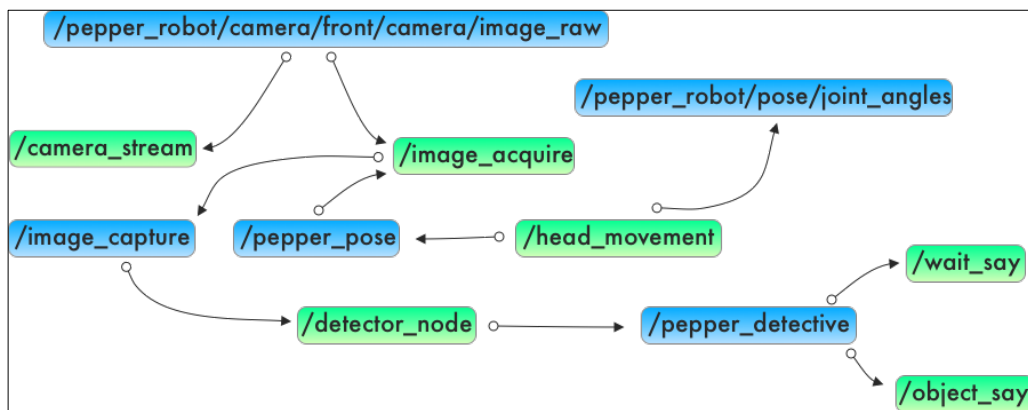 /pepper_robot/camera/front/camera/image_raw
/pepper_robot/pose/joint_angles
/camera_stream
/image_acquire
/image_capture
/pepper_pose
/head_movement
/wait_say
/detector_node
/pepper_detective
/object_say